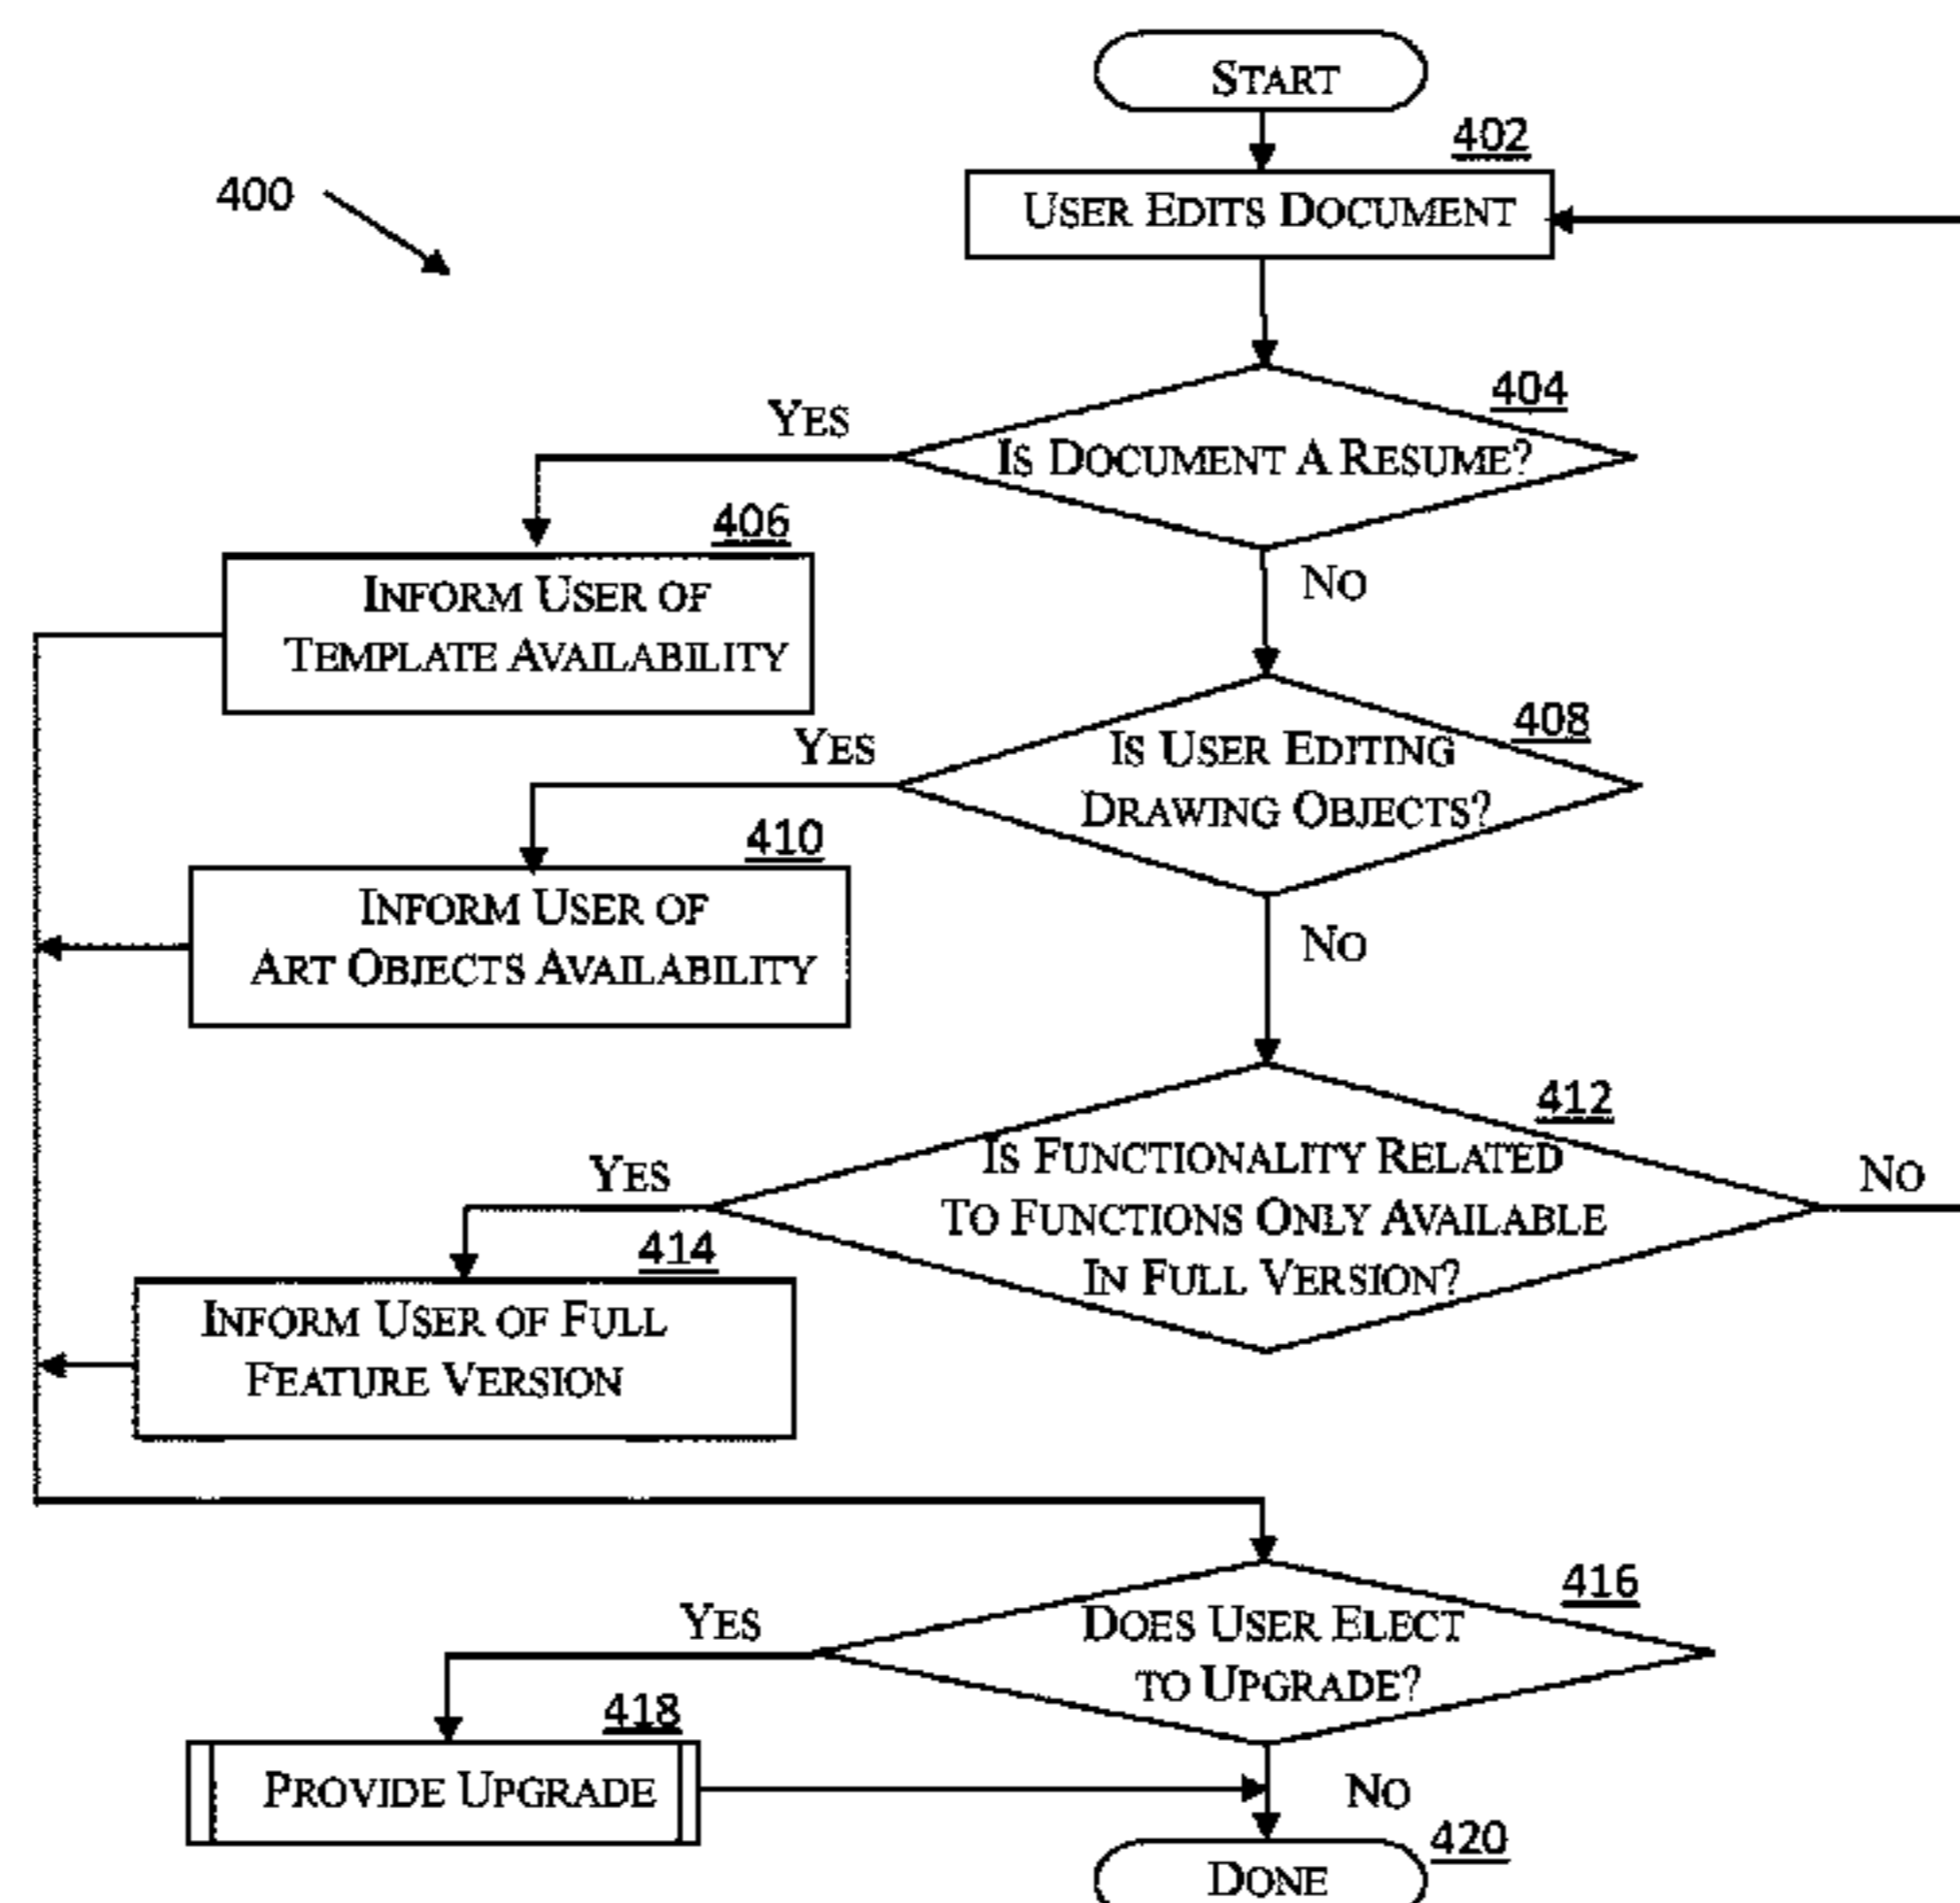 START
402
USER EDITS DOCUMENT
400
404
YES
IS DOCUMENT A RESUME?
406
INFORM USER OF
TEMPLATE AVAILABILITY
NO
408
YES
IS USER EDITING
DRAWING OBJECTS?
410
INFORM USER OF
ART OBJECTS AVAILABILITY
NO
412
YES
IS FUNCTIONALITY RELATED
TO FUNCTIONS ONLY AVAILABLE
IN FULL VERSION?
NO
414
INFORM USER OF FULL
FEATURE VERSION
416
YES
DOES USER ELECT
TO UPGRADE?
418
PROVIDE UPGRADE
NO
420
DONE